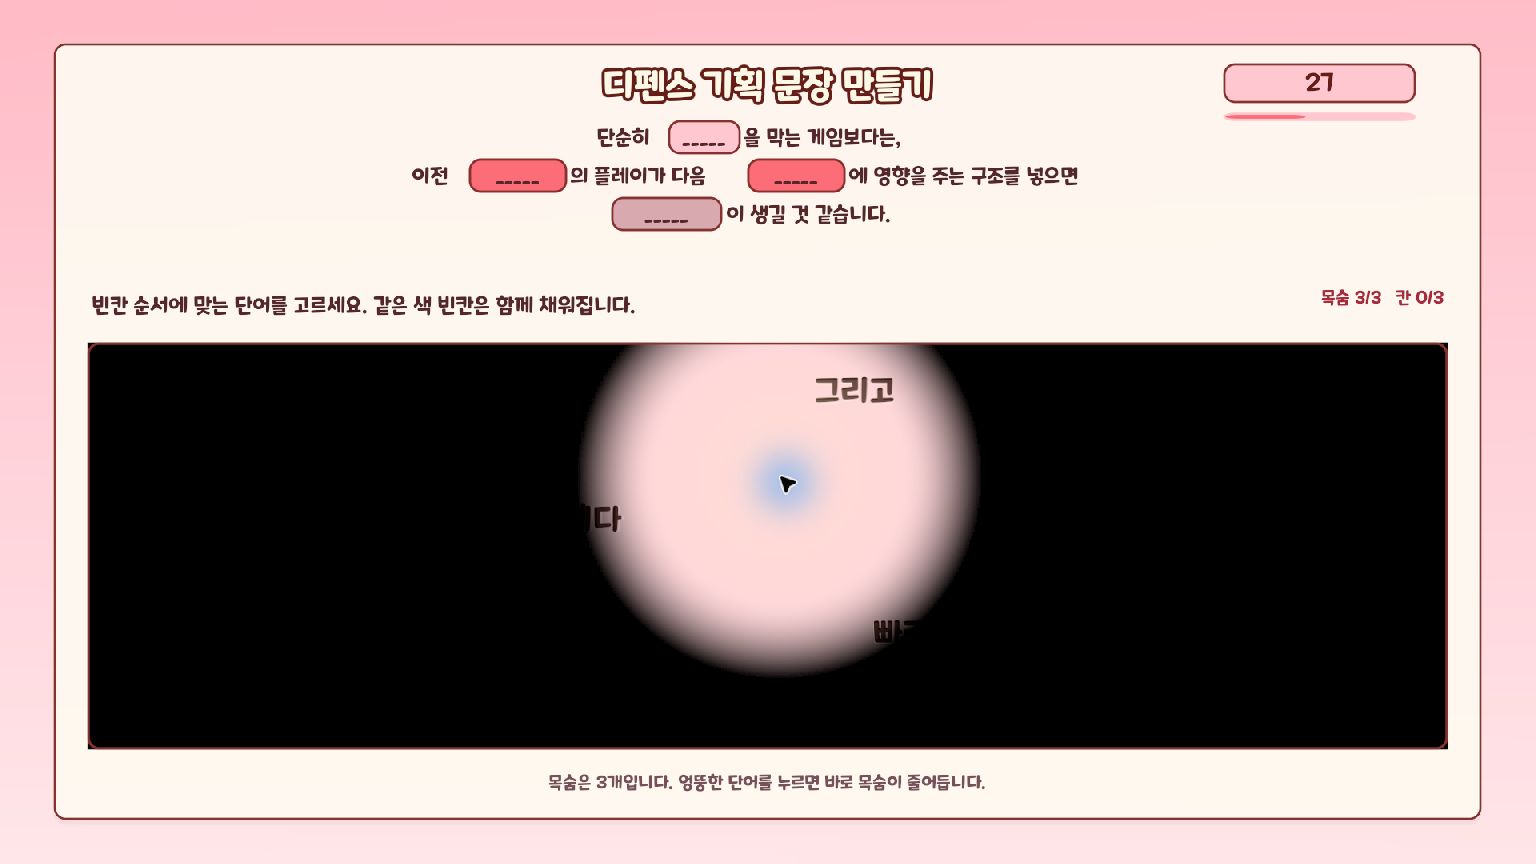 디펜스 기획 문장 만들기
27
단순히 _____ 을 막는 게임보다는,
이전 _____ 의 플레이가 다음 _____ 에 영향을 주는 구조를 넣으면
_____ 이 생길 것 같습니다.
빈칸 순서에 맞는 단어를 고르세요. 같은 색 빈칸은 함께 채워집니다.
목숨 3/3 칸 0/3
그리고
목숨은 3개입니다. 엉뚱한 단어를 누르면 바로 목숨이 줄어듭니다.